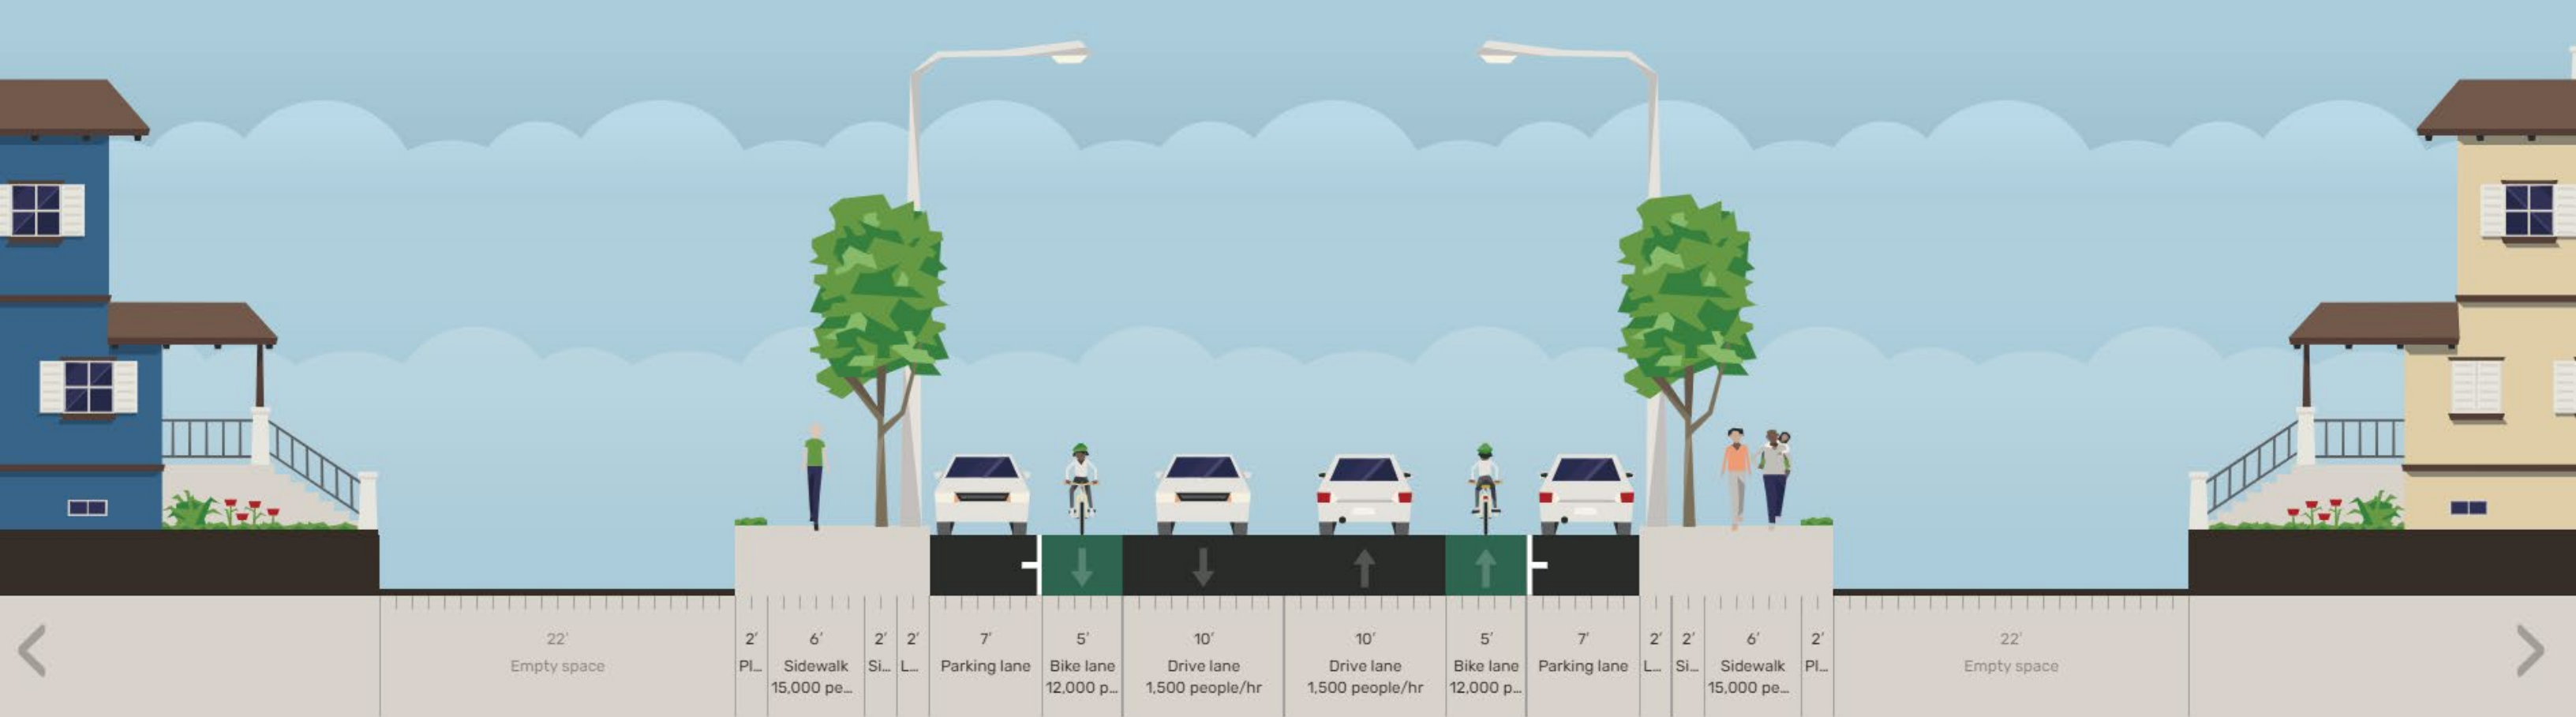 22'
Empty space
2'
Pl...
6'
Sidewalk
15,000 pe...
2'
Si...
2'
L...
7'
Parking lane
5'
Bike lane
12,000 p...
10'
Drive lane
1,500 people/hr
10'
Drive lane
1,500 people/hr
5'
Bike lane
12,000 p...
7'
Parking lane
2'
L...
2'
Si...
6'
Sidewalk
15,000 pe...
2'
Pl...
22'
Empty space